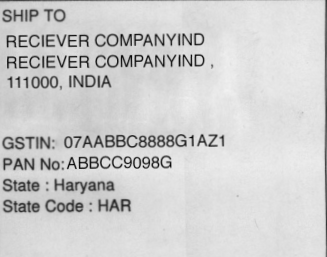 SHIP TO
RECIEVER COMPANYIND
RECIEVER COMPANYIND ,
111000, INDIA
GSTIN: 07AABBC8888G1AZ1
PAN No:ABBCC9098G
State : Haryana
State Code : HAR